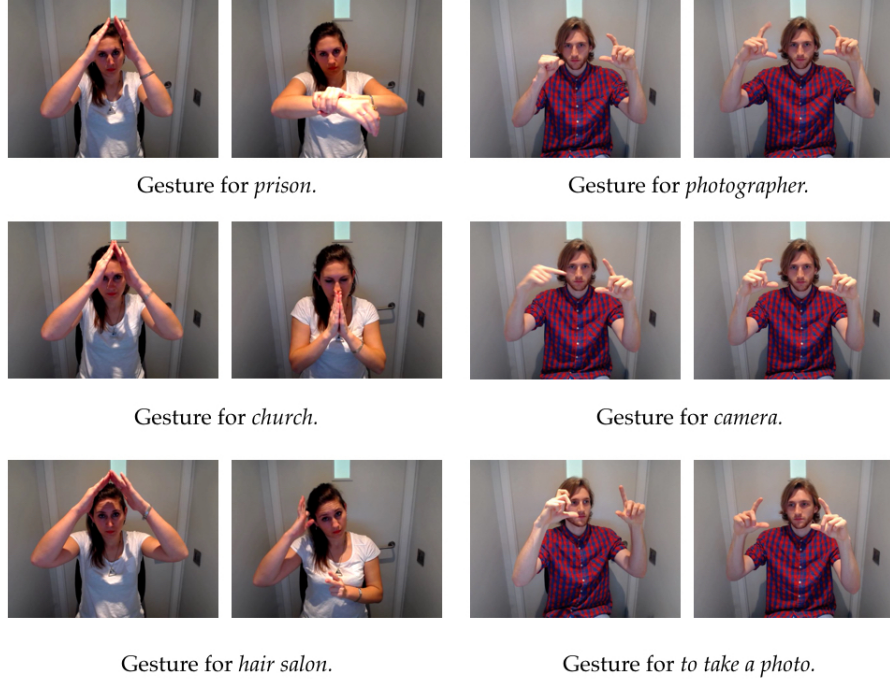 Gesture for prison.
Gesture for photographer.
Gesture for church.
Gesture for camera.
Gesture for hair salon.
Gesture for to take a photo.